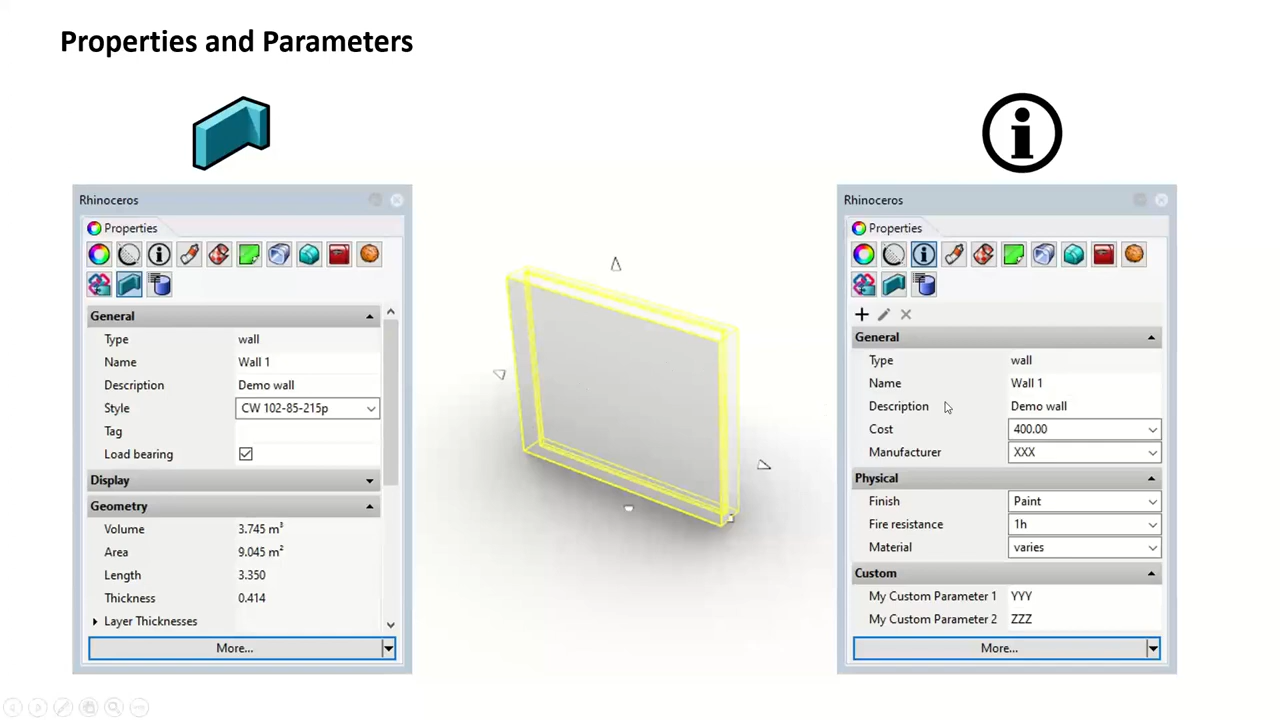 Properties and Parameters
Rhinoceros
Properties
General
Type wall
Name Wall 1
Description Demo wall
Style CW 102-85-215p
Tag
Load bearing
Display
Geometry
Volume 3.745 m³
Area 9.045 m²
Length 3.350
Thickness 0.414
Layer Thicknesses
More...
Rhinoceros
Properties
General
Type wall
Name Wall 1
Description Demo wall
Cost 400.00
Manufacturer XXX
Physical
Finish Paint
Fire resistance 1h
Material varies
Custom
My Custom Parameter 1 YYY
My Custom Parameter 2 ZZZ
More...